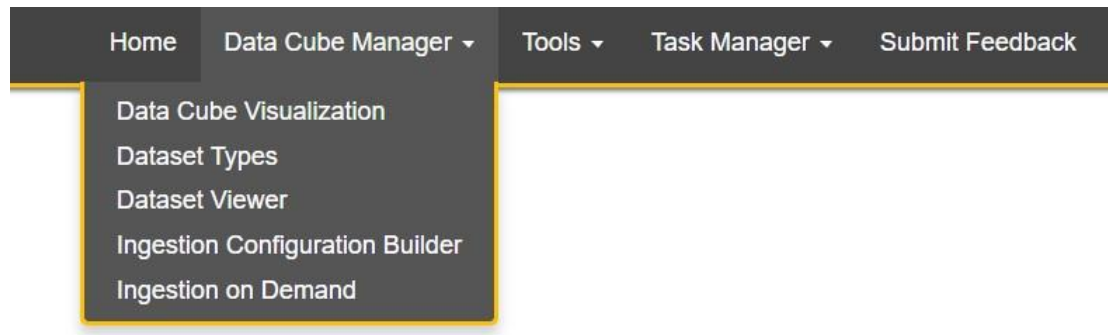 Home Data Cube Manager Tools Task Manager Submit Feedback
Data Cube Visualization
Dataset Types
Dataset Viewer
Ingestion Configuration Builder
Ingestion on Demand